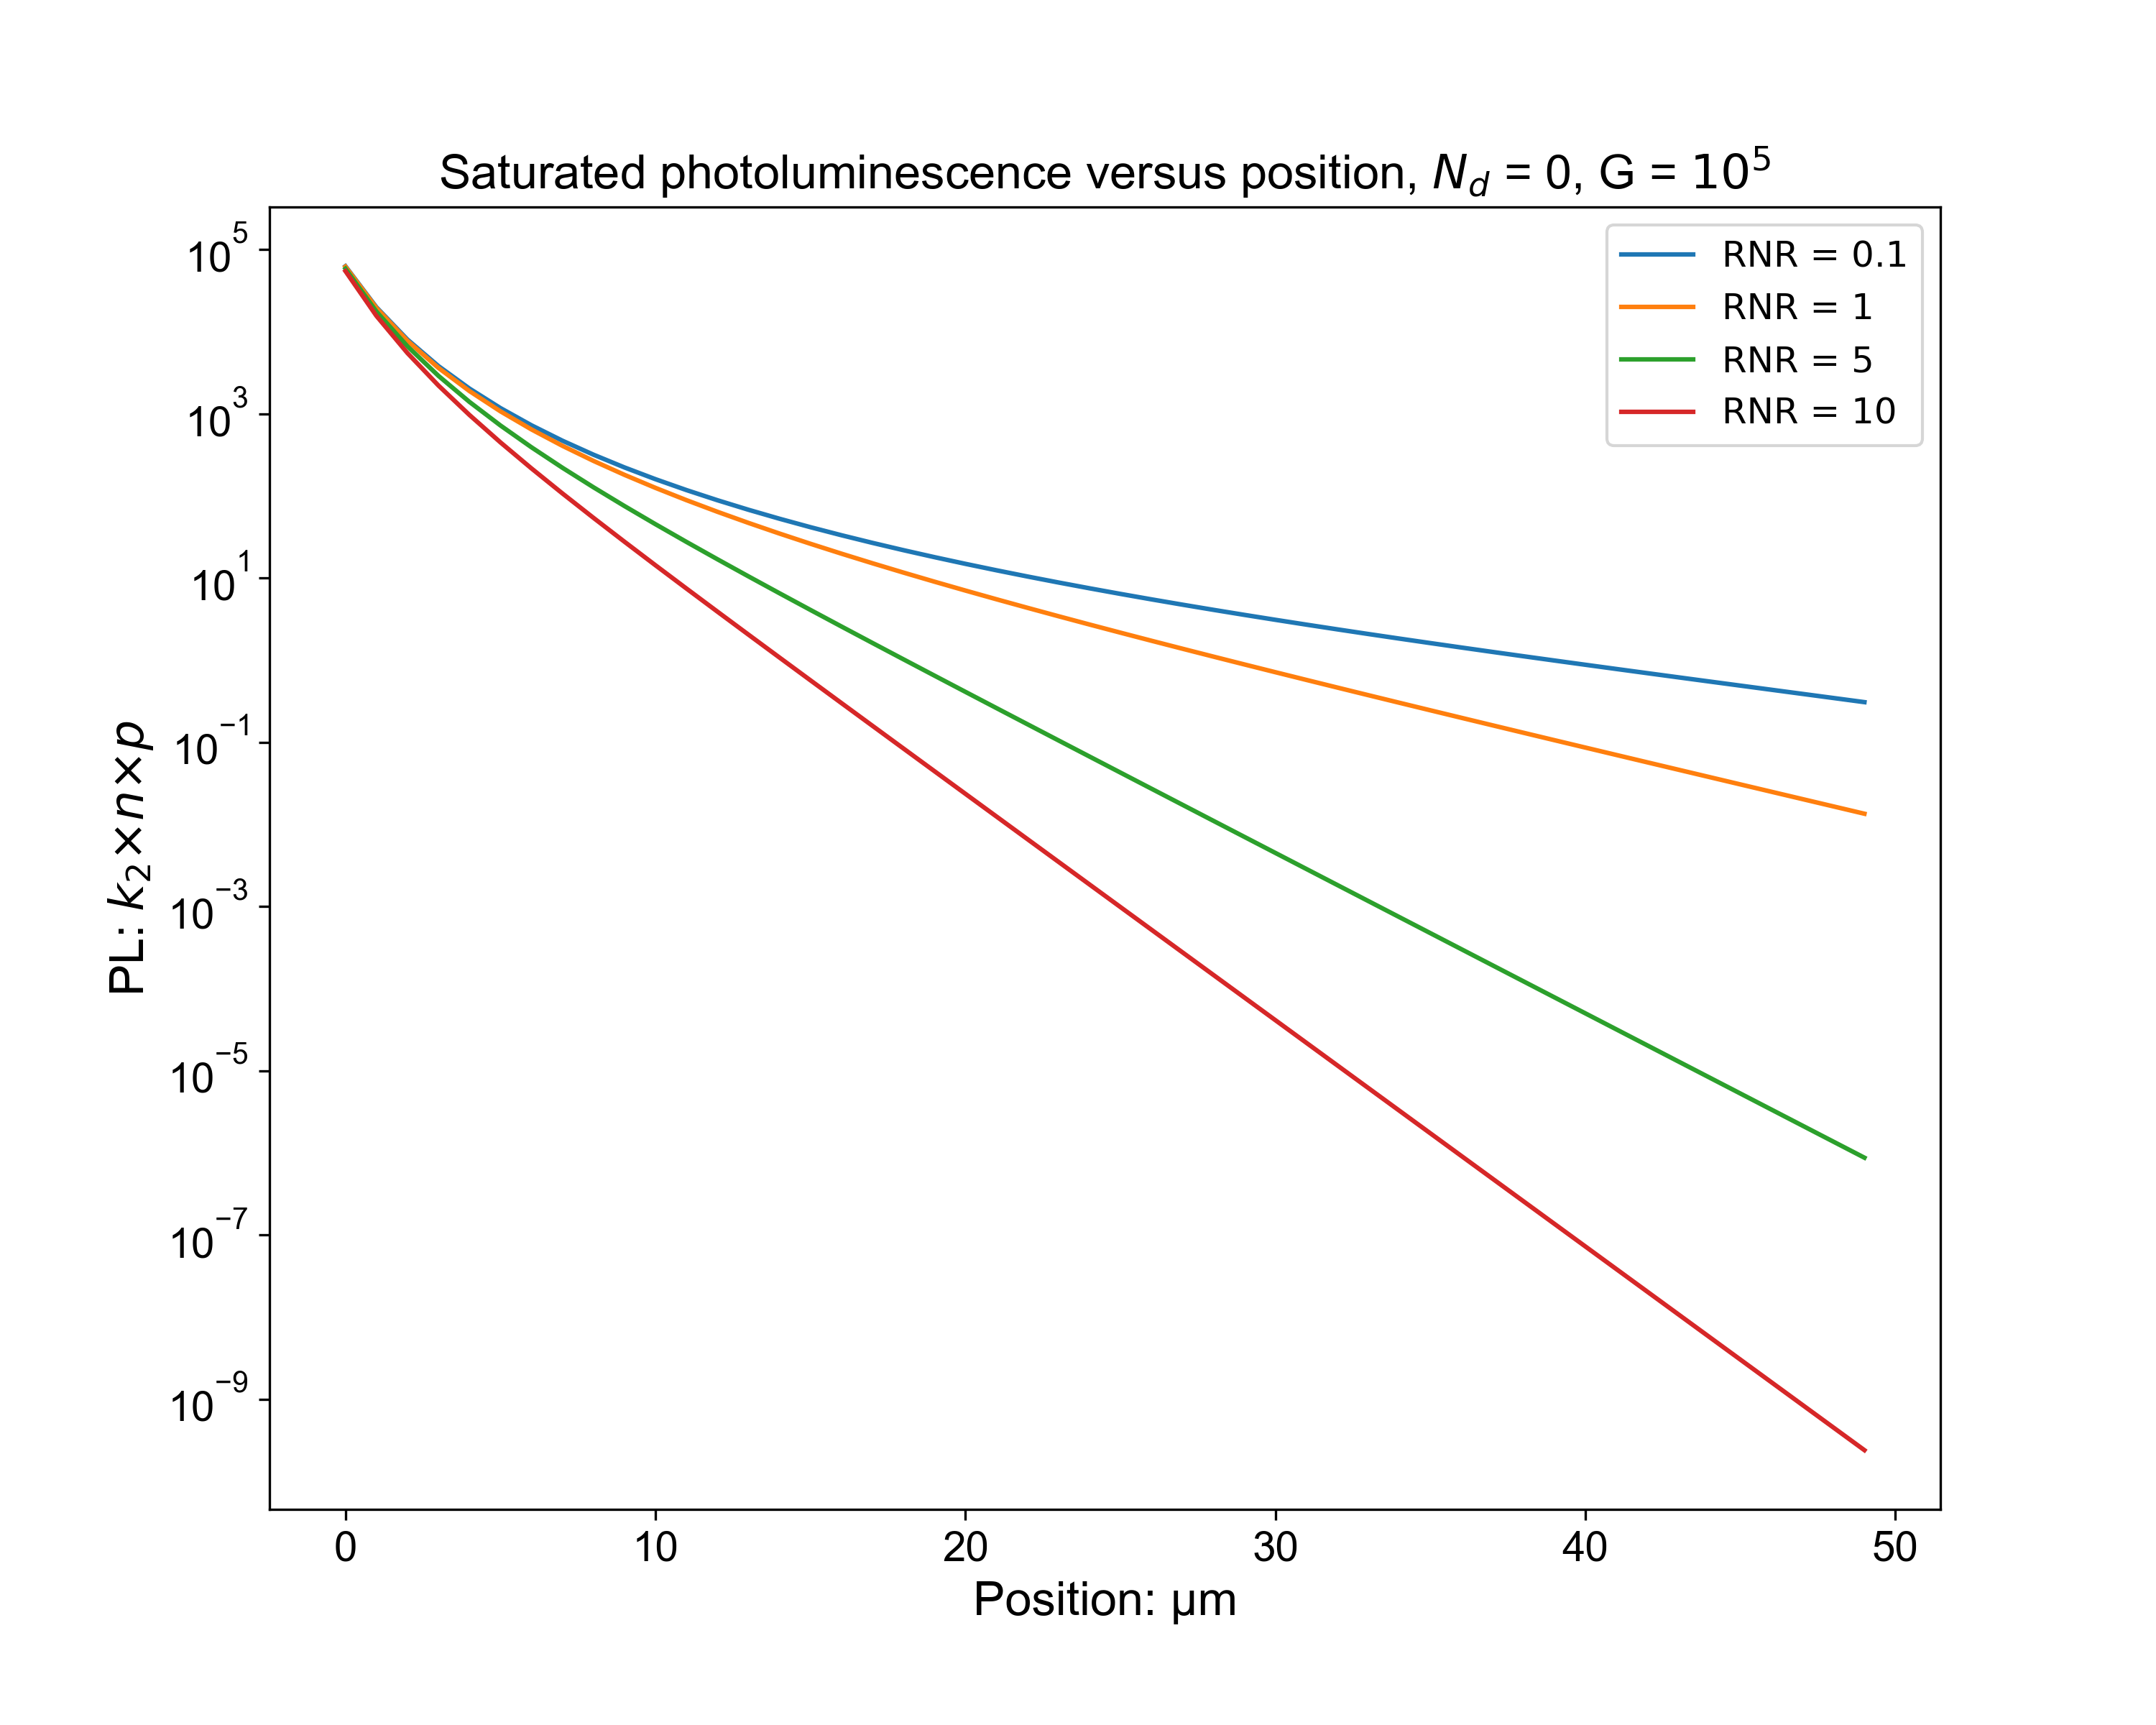 Saturated photoluminescence versus position, N_d = 0, G = 10^5
RNR = 0.1
RNR = 1
RNR = 5
RNR = 10
PL: k_2×n×p
10^5
10^3
10^1
10^−1
10^−3
10^−5
10^−7
10^−9
0 10 20 30 40 50
Position: µm